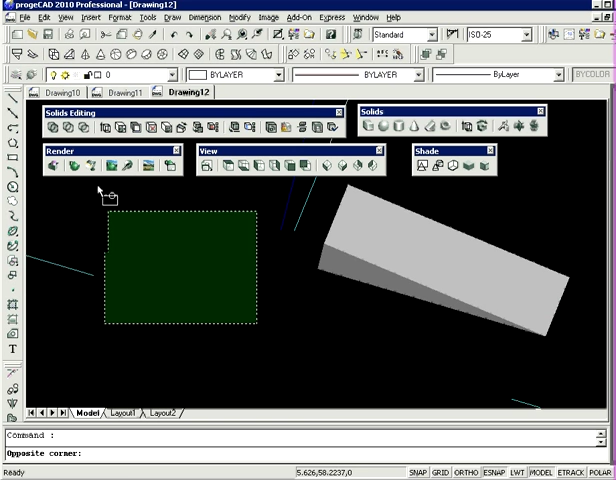 progeCAD 2010 Professional - [Drawing12]
File Edit View Insert Format Tools Draw Dimension Modify Image Add-On Express Window Help
Standard ISO-25
0 BYLAYER BYLAYER ByLayer BYCOLOR
Drawing10 Drawing11 Drawing12
Solids Editing Solids
Render View Shade
T
Model Layout1 Layout2
Command :
Opposite corner:
Ready 5.626,58.2237,0 SNAP GRID ORTHO ESNAP LWT MODEL ETRACK POLAR